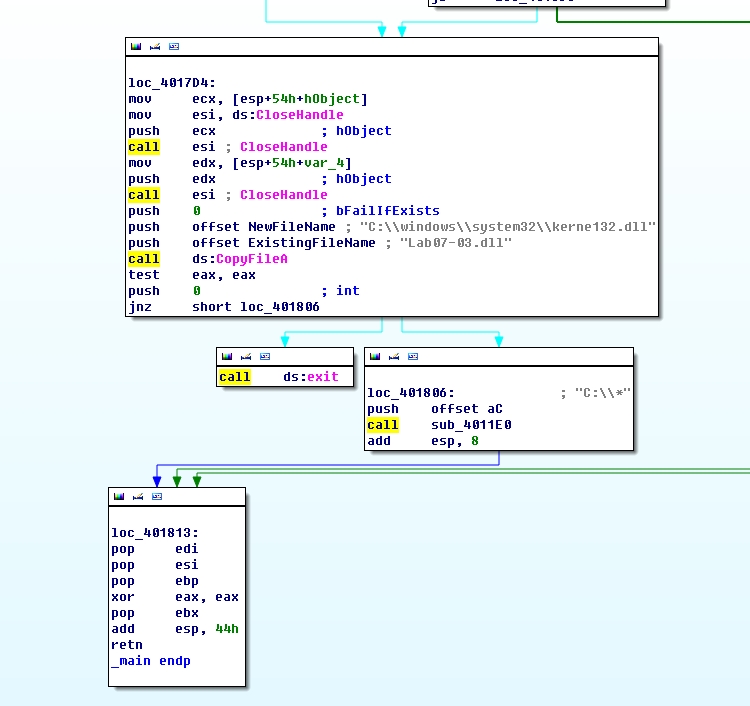 loc_4017D4:
mov ecx, [esp+54h+hObject]
mov esi, ds:CloseHandle
push ecx ; hObject
call esi ; CloseHandle
mov edx, [esp+54h+var_4]
push edx ; hObject
call esi ; CloseHandle
push 0 ; bFailIfExists
push offset NewFileName ; "C:\\windows\\system32\\kerne132.dll"
push offset ExistingFileName ; "Lab07-03.dll"
call ds:CopyFileA
test eax, eax
push 0 ; int
jnz short loc_401806
call ds:exit
loc_401806: ; "C:\\*"
push offset aC
call sub_4011E0
add esp, 8
loc_401813:
pop edi
pop esi
pop ebp
xor eax, eax
pop ebx
add esp, 44h
retn
_main endp